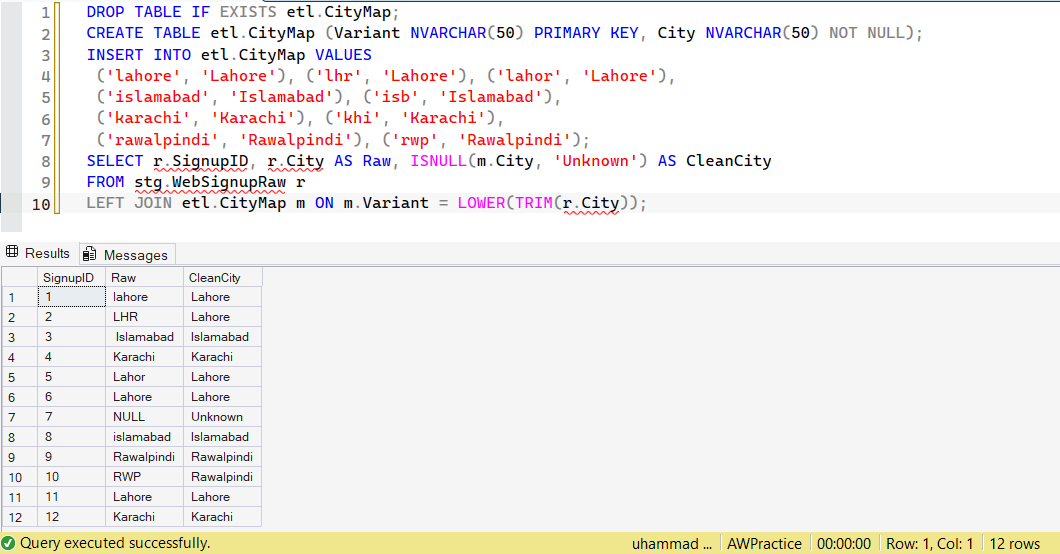 1 DROP TABLE IF EXISTS etl.CityMap;
2 CREATE TABLE etl.CityMap (Variant NVARCHAR(50) PRIMARY KEY, City NVARCHAR(50) NOT NULL);
3 INSERT INTO etl.CityMap VALUES
4 ('lahore', 'Lahore'), ('lhr', 'Lahore'), ('lahor', 'Lahore'),
5 ('islamabad', 'Islamabad'), ('isb', 'Islamabad'),
6 ('karachi', 'Karachi'), ('khi', 'Karachi'),
7 ('rawalpindi', 'Rawalpindi'), ('rwp', 'Rawalpindi');
8 SELECT r.SignupID, r.City AS Raw, ISNULL(m.City, 'Unknown') AS CleanCity
9 FROM stg.WebSignupRaw r
10 LEFT JOIN etl.CityMap m ON m.Variant = LOWER(TRIM(r.City));
Results Messages
SignupID Raw CleanCity
1 1 lahore Lahore
2 2 LHR Lahore
3 3 Islamabad Islamabad
4 4 Karachi Karachi
5 5 Lahor Lahore
6 6 Lahore Lahore
7 7 NULL Unknown
8 8 islamabad Islamabad
9 9 Rawalpindi Rawalpindi
10 10 RWP Rawalpindi
11 11 Lahore Lahore
12 12 Karachi Karachi
Query executed successfully. uhammad ... AWPractice 00:00:00 Row: 1, Col: 1 12 rows